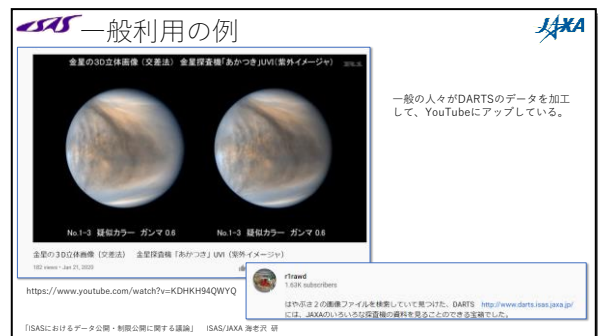 ISAS 一般利用の例
JAXA
金星の3D立体画像（交差法） 金星探査機「あかつき」UVI（紫外イメージャ）
No.1-3 疑似カラー ガンマ 0.6
No.1-3 疑似カラー ガンマ 0.6
一般の人々がDARTSのデータを加工
して、YouTubeにアップしている。
金星の3D立体画像（交差法） 金星探査機「あかつき」UVI（紫外イメージャ）
182 views・Jan 21, 2020
https://www.youtube.com/watch?v=KDHKH94QWYQ
r1rawd
1.63K subscribers
はやぶさ２の画像ファイルを検索していて見つけた、DARTS http://www.darts.isas.jaxa.jp/
には、JAXAのいろいろな探査機の資料を見ることのできる宝箱でした。
「ISASにおけるデータ公開・制限公開に関する議論」 ISAS/JAXA 海老沢 研